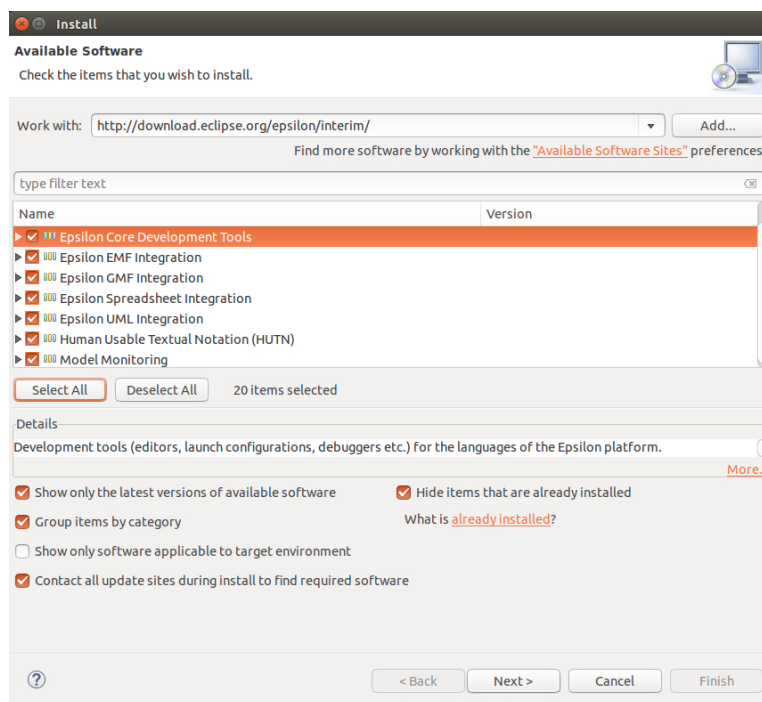 Install
Available Software
Check the items that you wish to install.
Work with: http://download.eclipse.org/epsilon/interim/ Add...
Find more software by working with the "Available Software Sites" preferences
type filter text
Name Version
Epsilon Core Development Tools
Epsilon EMF Integration
Epsilon GMF Integration
Epsilon Spreadsheet Integration
Epsilon UML Integration
Human Usable Textual Notation (HUTN)
Model Monitoring
Select All Deselect All 20 items selected
Details
Development tools (editors, launch configurations, debuggers etc.) for the languages of the Epsilon platform.
More.
Show only the latest versions of available software Hide items that are already installed
Group items by category What is already installed?
Show only software applicable to target environment
Contact all update sites during install to find required software
? < Back Next > Cancel Finish